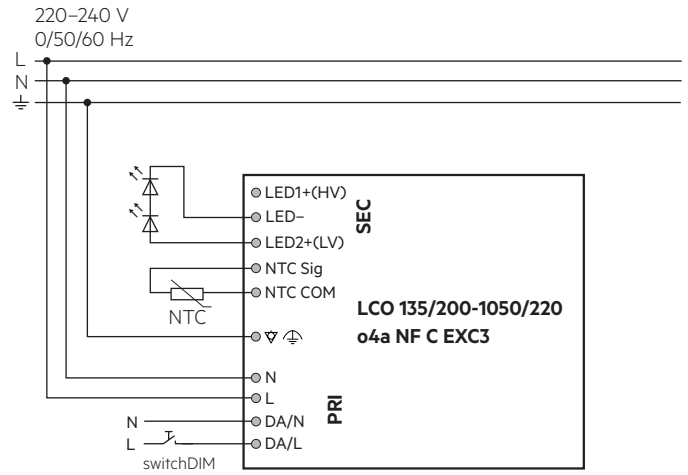 220–240 V
0/50/60 Hz
L
N
LED1+(HV)
LED–
LED2+(LV)
SEC
NTC Sig
NTC COM
NTC
LCO 135/200-1050/220
o4a NF C EXC3
N
L
PRI
N
DA/N
L
DA/L
switchDIM